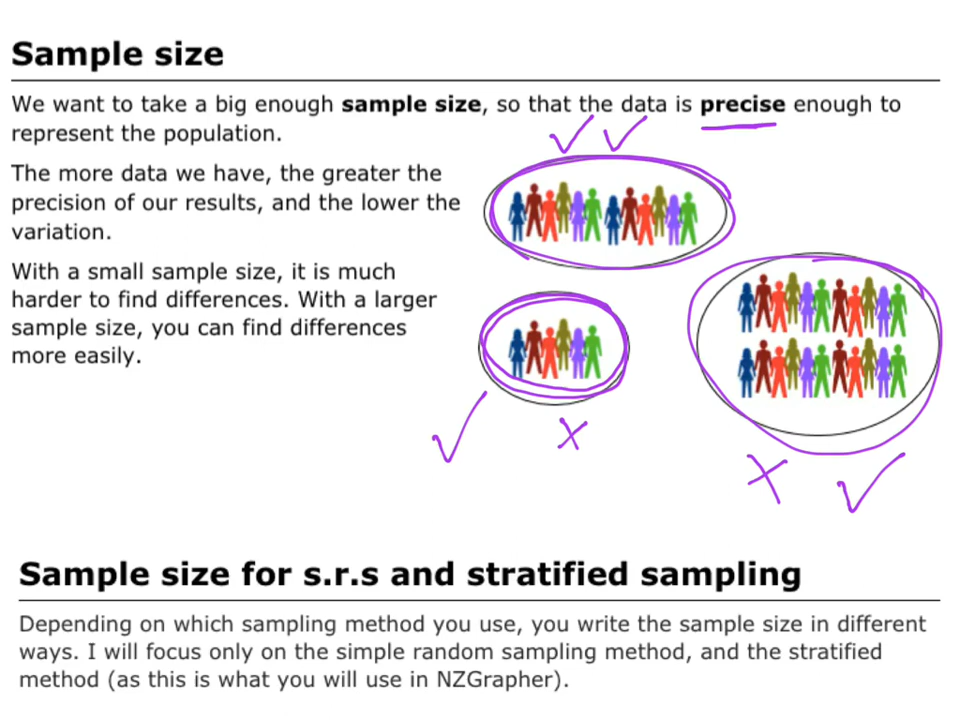 Sample size
We want to take a big enough sample size, so that the data is precise enough to
represent the population.
The more data we have, the greater the
precision of our results, and the lower the
variation.
With a small sample size, it is much
harder to find differences. With a larger
sample size, you can find differences
more easily.
Sample size for s.r.s and stratified sampling
Depending on which sampling method you use, you write the sample size in different
ways. I will focus only on the simple random sampling method, and the stratified
method (as this is what you will use in NZGrapher).